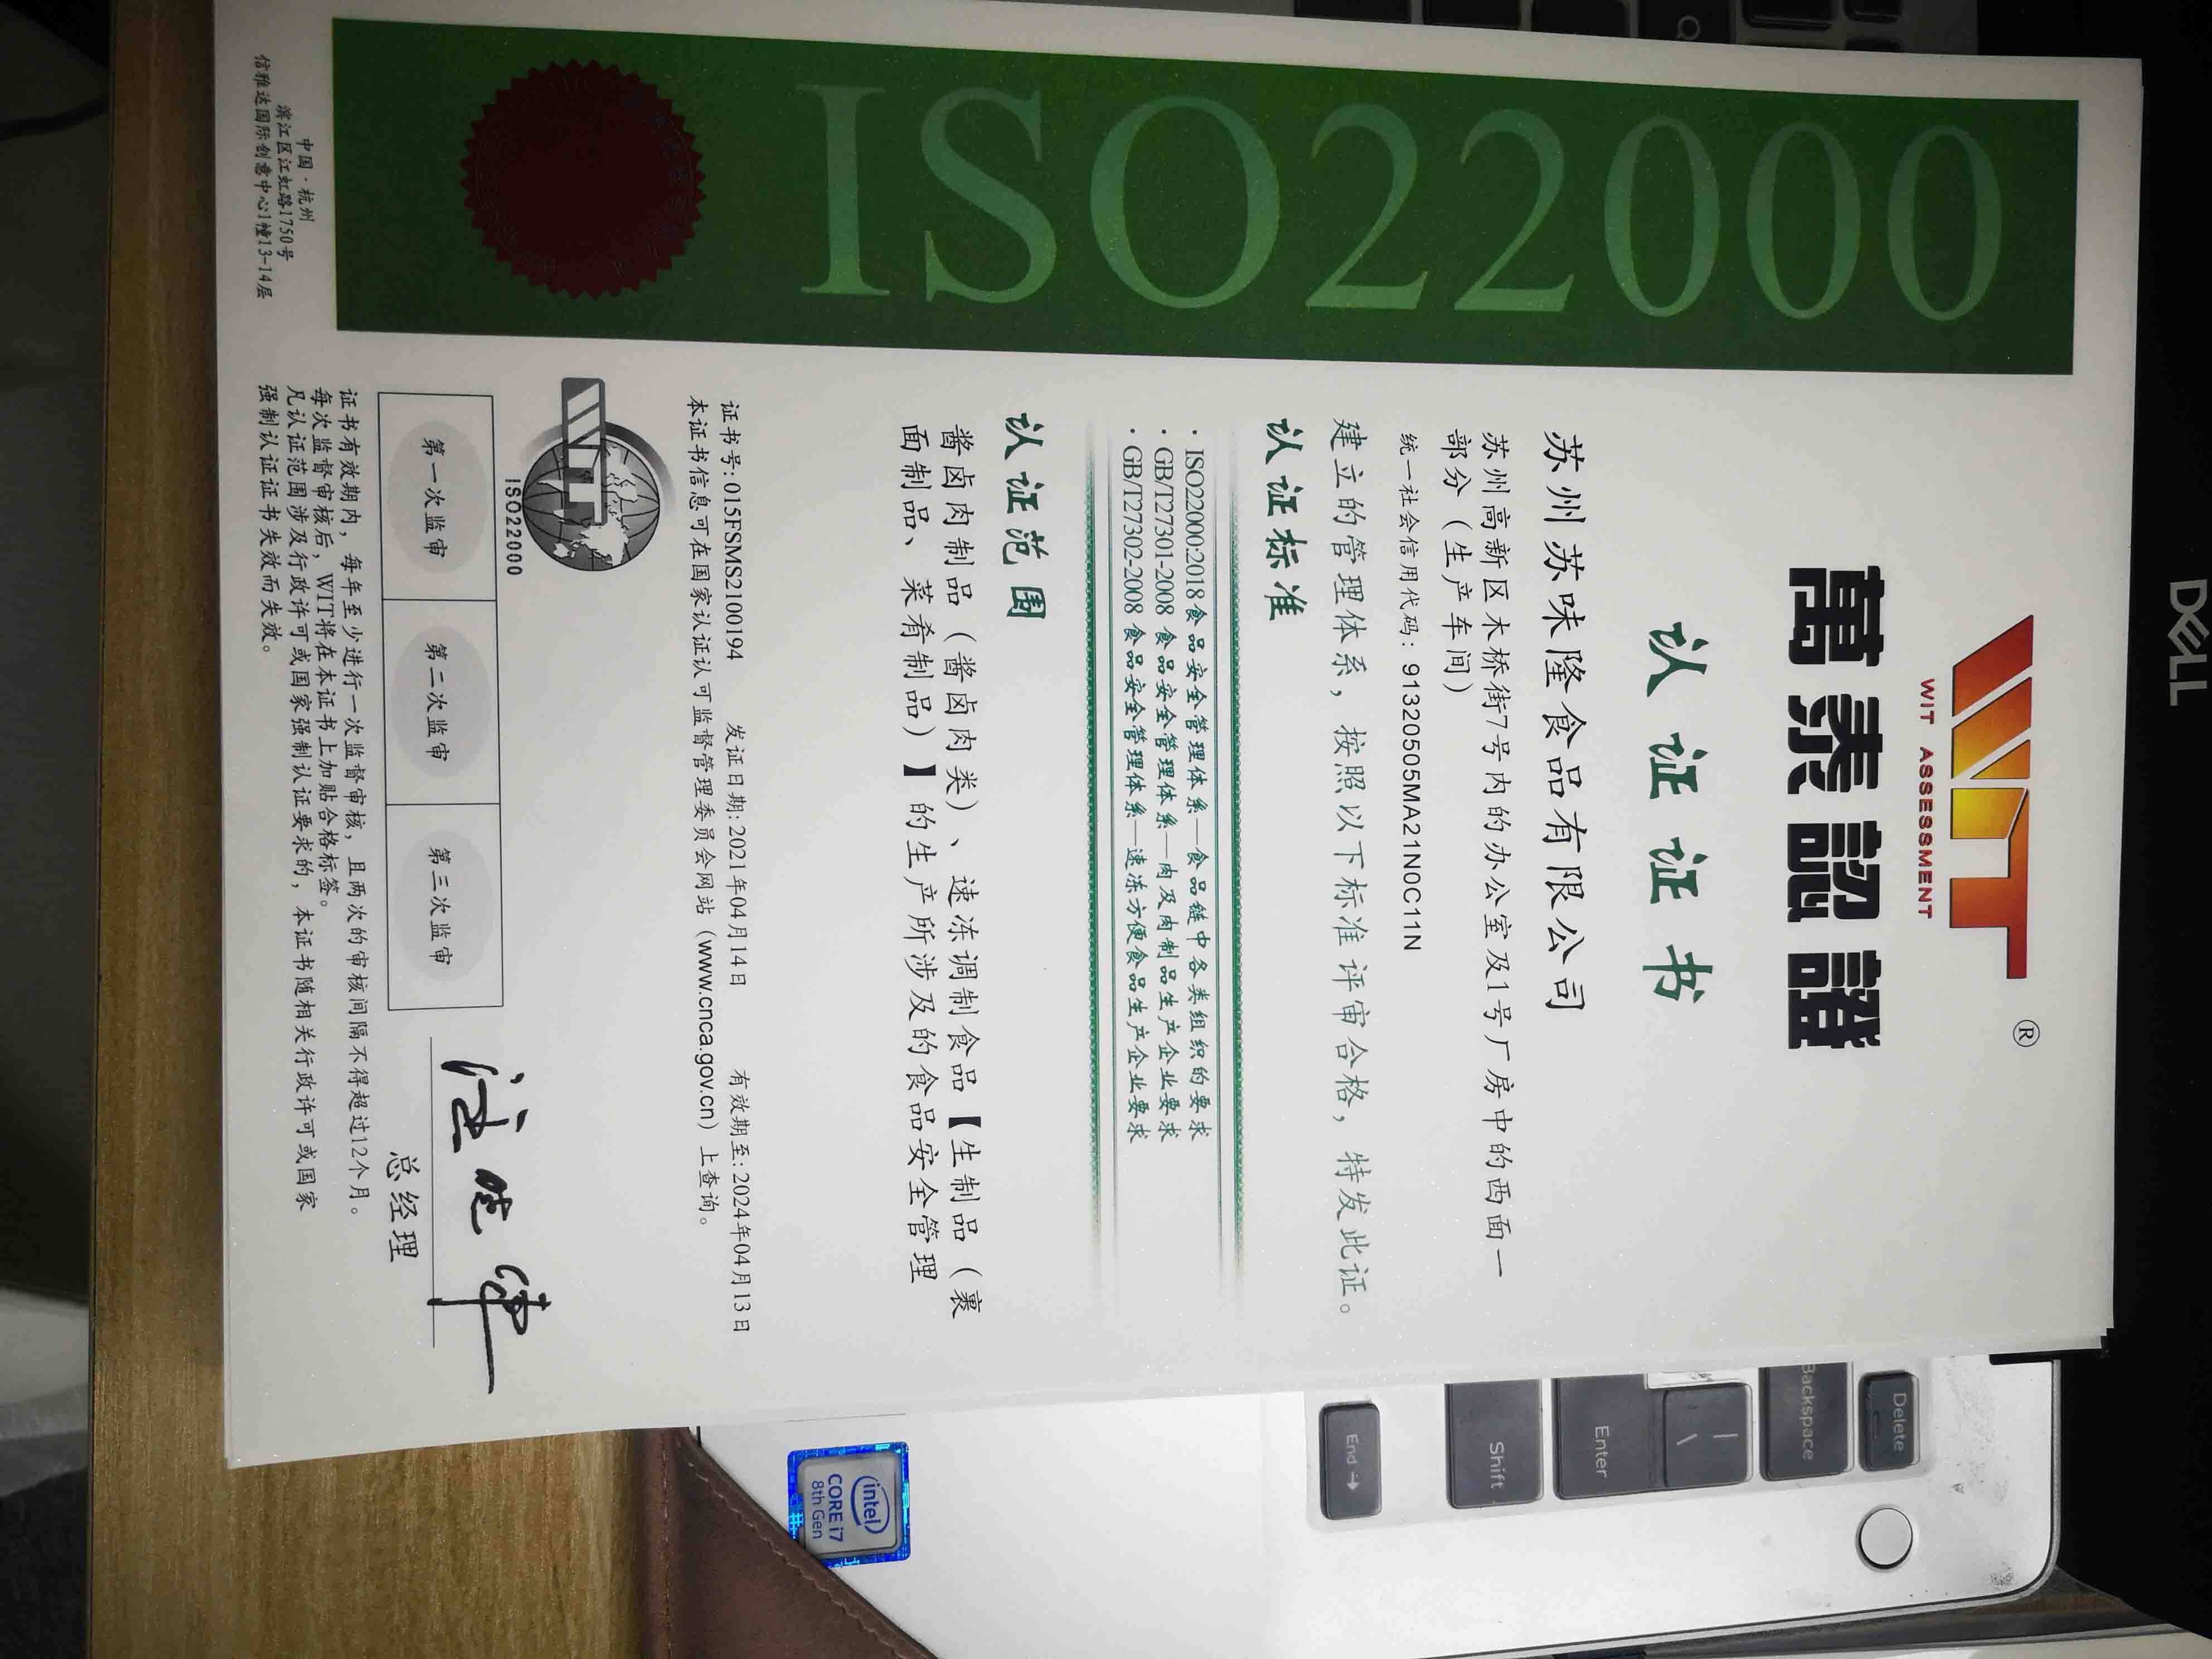 WIT
®
WIT ASSESSMENT
萬泰認證
认证证书
苏州苏味隆食品有限公司
苏州高新区木桥街7号内的办公室及1号厂房中的西面一
部分（生产车间）
统一社会信用代码：91320505MA21N0C11N
建立的管理体系，按照以下标准评审合格，特发此证。
认证标准
· ISO22000:2018 食品安全管理体系—食品链中各类组织的要求
· GB/T27301-2008 食品安全管理体系—肉及肉制品生产企业要求
· GB/T27302-2008 食品安全管理体系—速冻方便食品生产企业要求
认证范围
酱卤肉制品（酱卤肉类）、速冻调制食品【生制品（裹
面制品、菜肴制品）】的生产所涉及的食品安全管理
证书号:015FSMS2100194 发证日期:2021年04月14日 有效期至:2024年04月13日
本证书信息可在国家认证认可监督管理委员会网站（www.cnca.gov.cn）上查询。
WIT
ISO22000
第一次监审 第二次监审 第三次监审
总经理
证书有效期内，每年至少进行一次监督审核，且两次的审核间隔不得超过12个月。
每次监督审核后，WIT将在本证书上加贴合格标签。
凡认证范围涉及行政许可或国家强制认证要求的，本证书随相关行政许可或国家
强制认证证书失效而失效。
ISO22000
中国·杭州
滨江区江虹路1750号
信雅达国际创意中心1幢13-14层
DELL
Delete
Backspace
Enter
Shift
End
intel
CORE i7
8th Gen